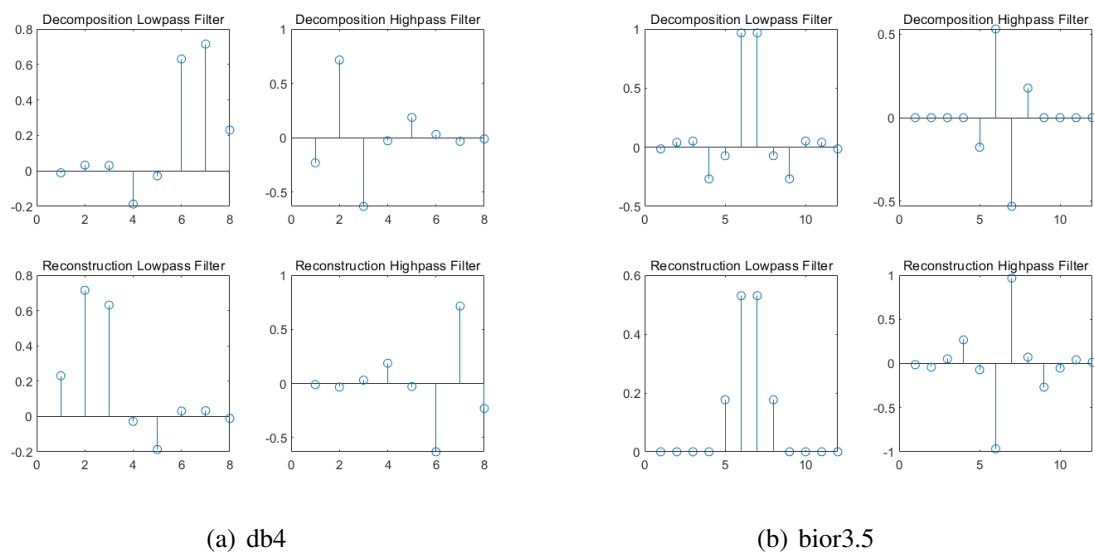 Decomposition Lowpass Filter
0.8
0.6
0.4
0.2
0
-0.2
0 2 4 6 8
Decomposition Highpass Filter
1
0.5
0
-0.5
0 2 4 6 8
Reconstruction Lowpass Filter
0.8
0.6
0.4
0.2
0
-0.2
0 2 4 6 8
Reconstruction Highpass Filter
1
0.5
0
-0.5
0 2 4 6 8
(a) db4
Decomposition Lowpass Filter
1
0.5
0
-0.5
0 5 10
Decomposition Highpass Filter
0.5
0
-0.5
0 5 10
Reconstruction Lowpass Filter
0.6
0.4
0.2
0
0 5 10
Reconstruction Highpass Filter
1
0.5
0
-0.5
-1
0 5 10
(b) bior3.5